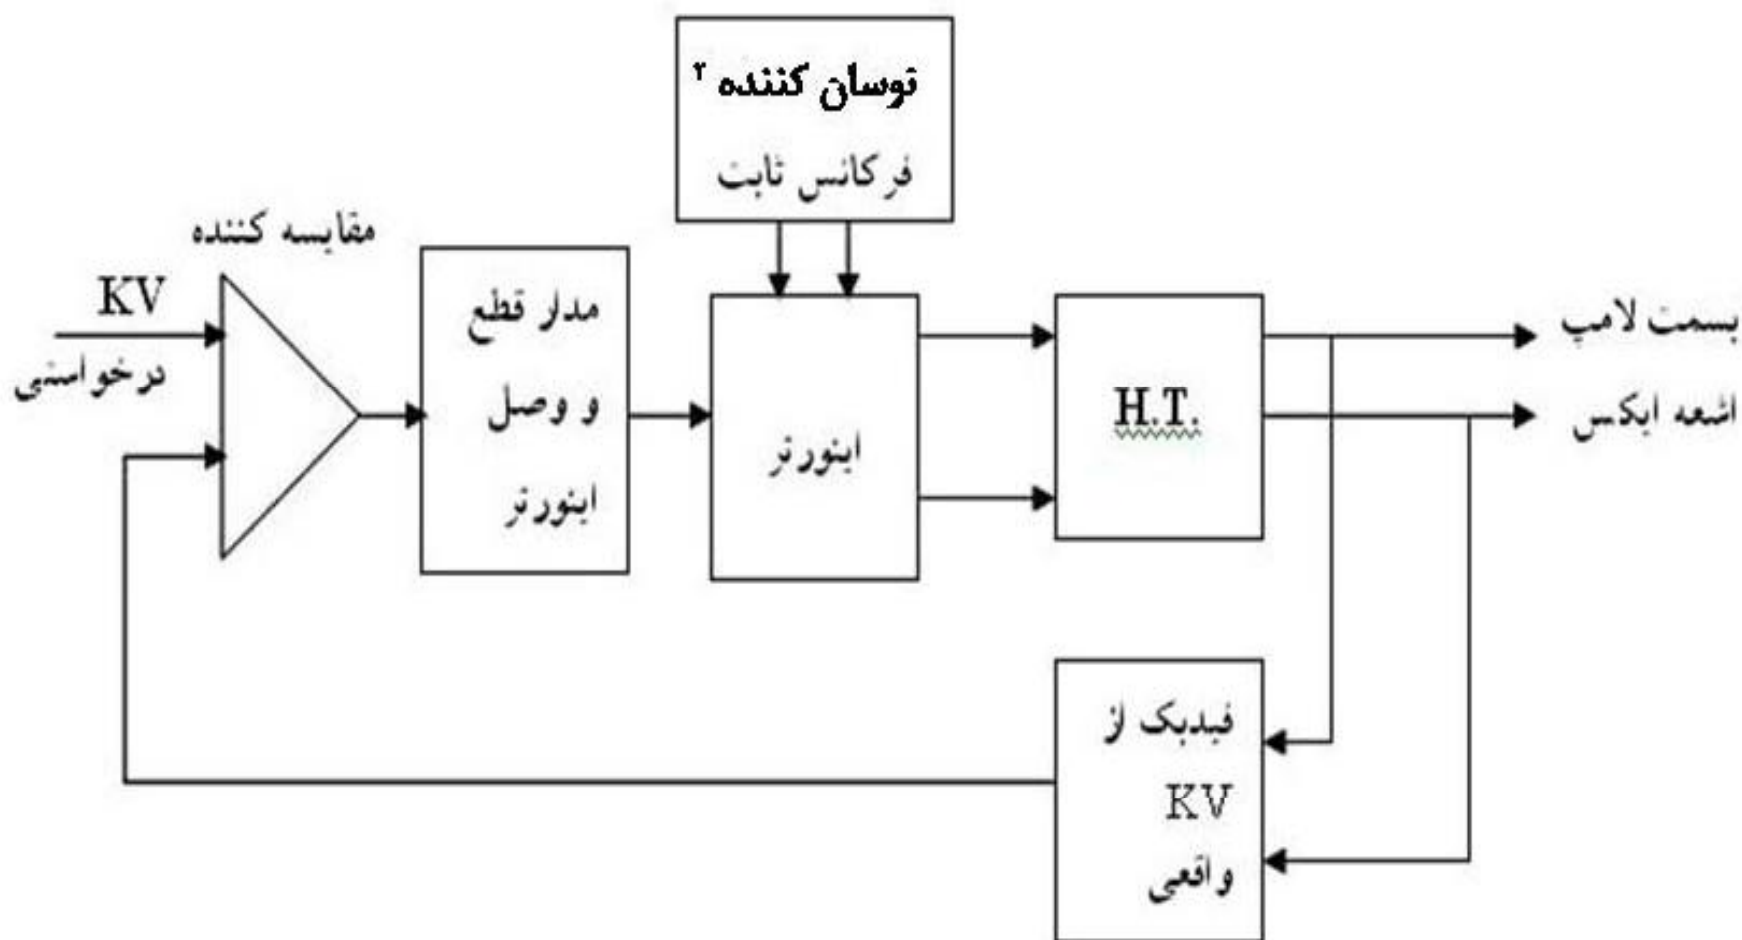 نوسان کننده ۲
فرکانس ثابت
مقایسه کننده
KV
درخواستی
مدار قطع
و وصل
اینورتر
اینورتر
H.T.
بسمت لامپ
اشعه ایکس
فیدبک از
KV
واقعی